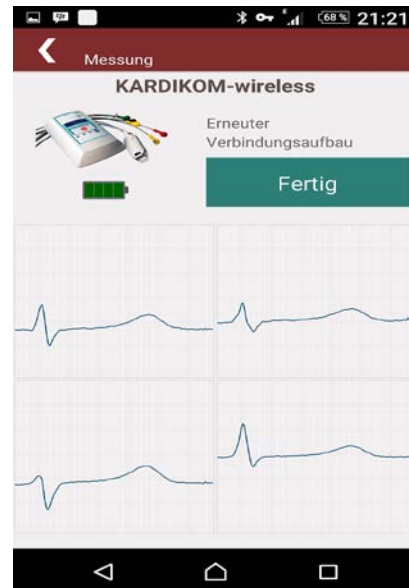 68% 21:21
Messung
KARDIKOM-wireless
Erneuter
Verbindungsaufbau
Fertig